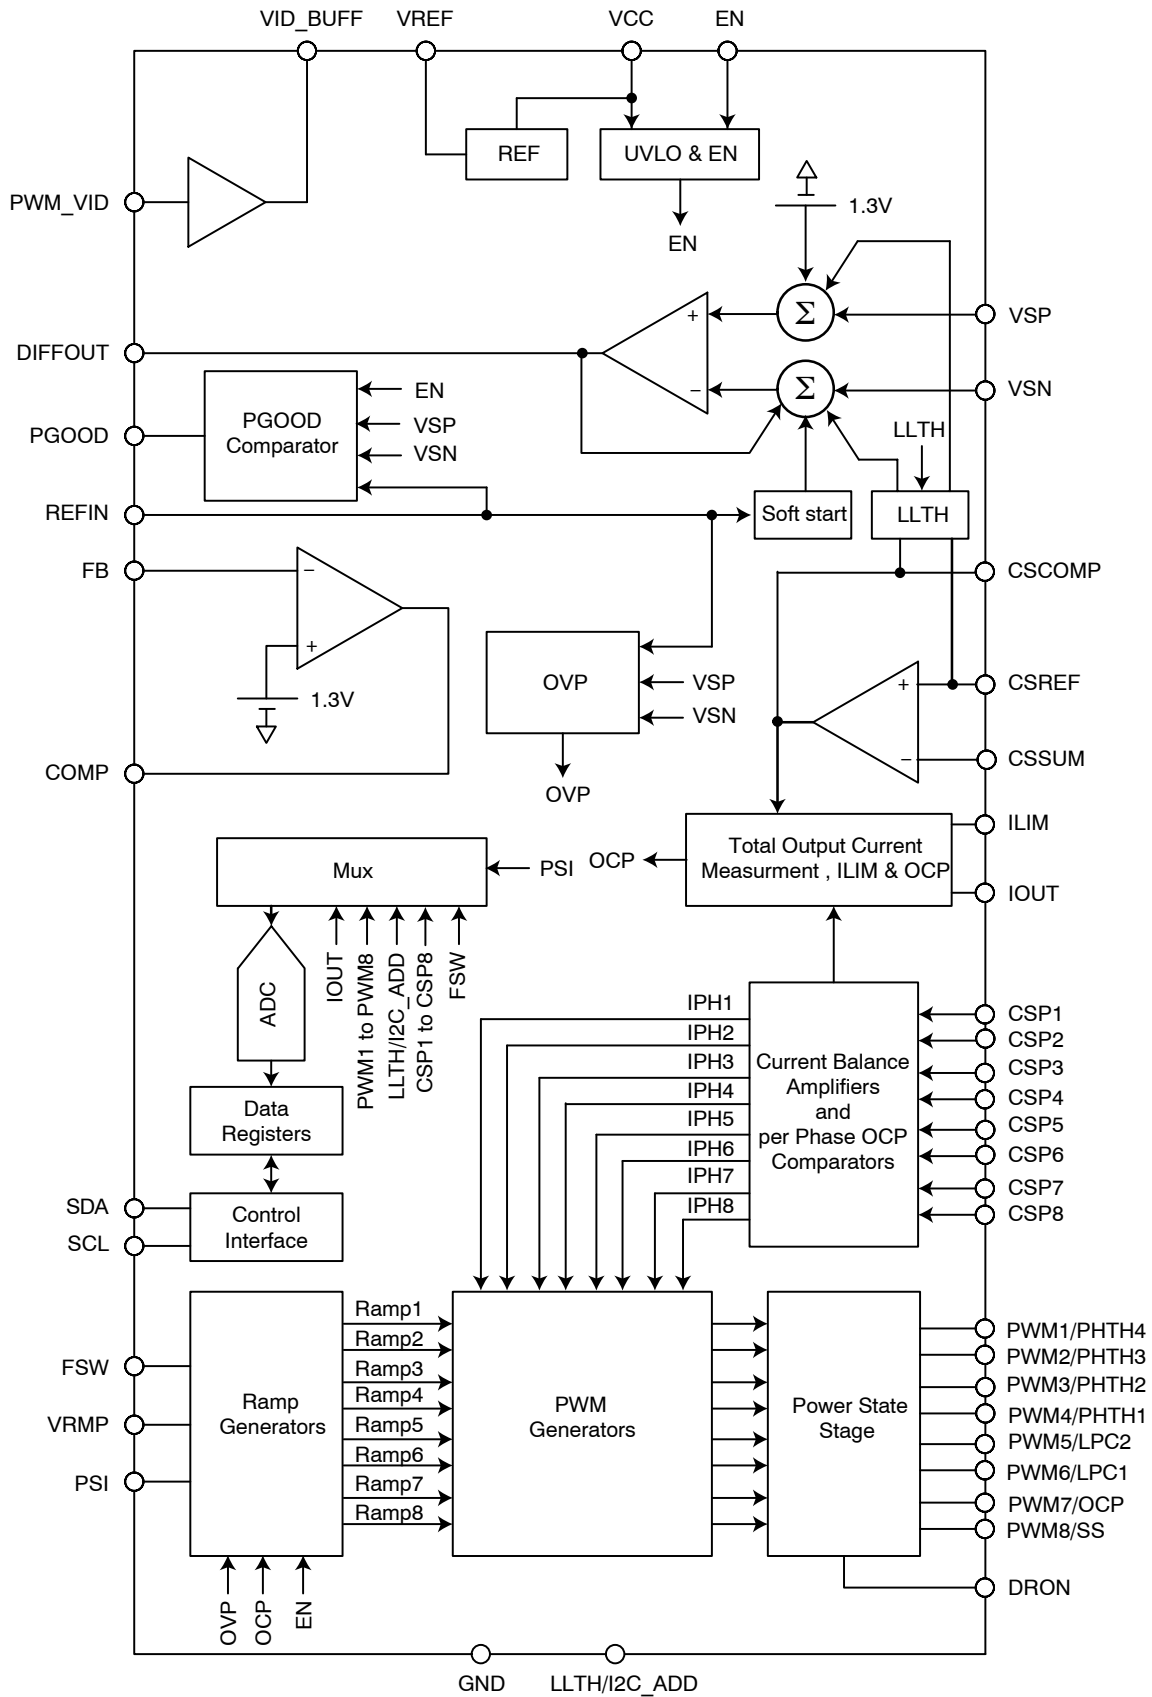 VID_BUFF VREF VCC EN
REF
UVLO & EN
PWM_VID
1.3V
EN
+
Σ
VSP
DIFFOUT
−
Σ
VSN
PGOOD
Comparator
EN
VSP
VSN
PGOOD
LLTH
REFIN
Soft start
LLTH
FB
−
+
1.3V
CSCOMP
OVP
VSP
VSN
OVP
+
−
CSREF
CSSUM
COMP
ILIM
Total Output Current
Measurment , ILIM & OCP
OCP
IOUT
Mux
PSI
IOUT
PWM1 to PWM8
LLTH/I2C_ADD
CSP1 to CSP8
FSW
ADC
Data
Registers
Control
Interface
SDA
SCL
IPH1
IPH2
IPH3
IPH4
IPH5
IPH6
IPH7
IPH8
Current Balance
Amplifiers
and
per Phase OCP
Comparators
CSP1
CSP2
CSP3
CSP4
CSP5
CSP6
CSP7
CSP8
FSW
VRMP
PSI
Ramp
Generators
Ramp1
Ramp2
Ramp3
Ramp4
Ramp5
Ramp6
Ramp7
Ramp8
PWM
Generators
Power State
Stage
PWM1/PHTH4
PWM2/PHTH3
PWM3/PHTH2
PWM4/PHTH1
PWM5/LPC2
PWM6/LPC1
PWM7/OCP
PWM8/SS
DRON
OVP
OCP
EN
GND LLTH/I2C_ADD